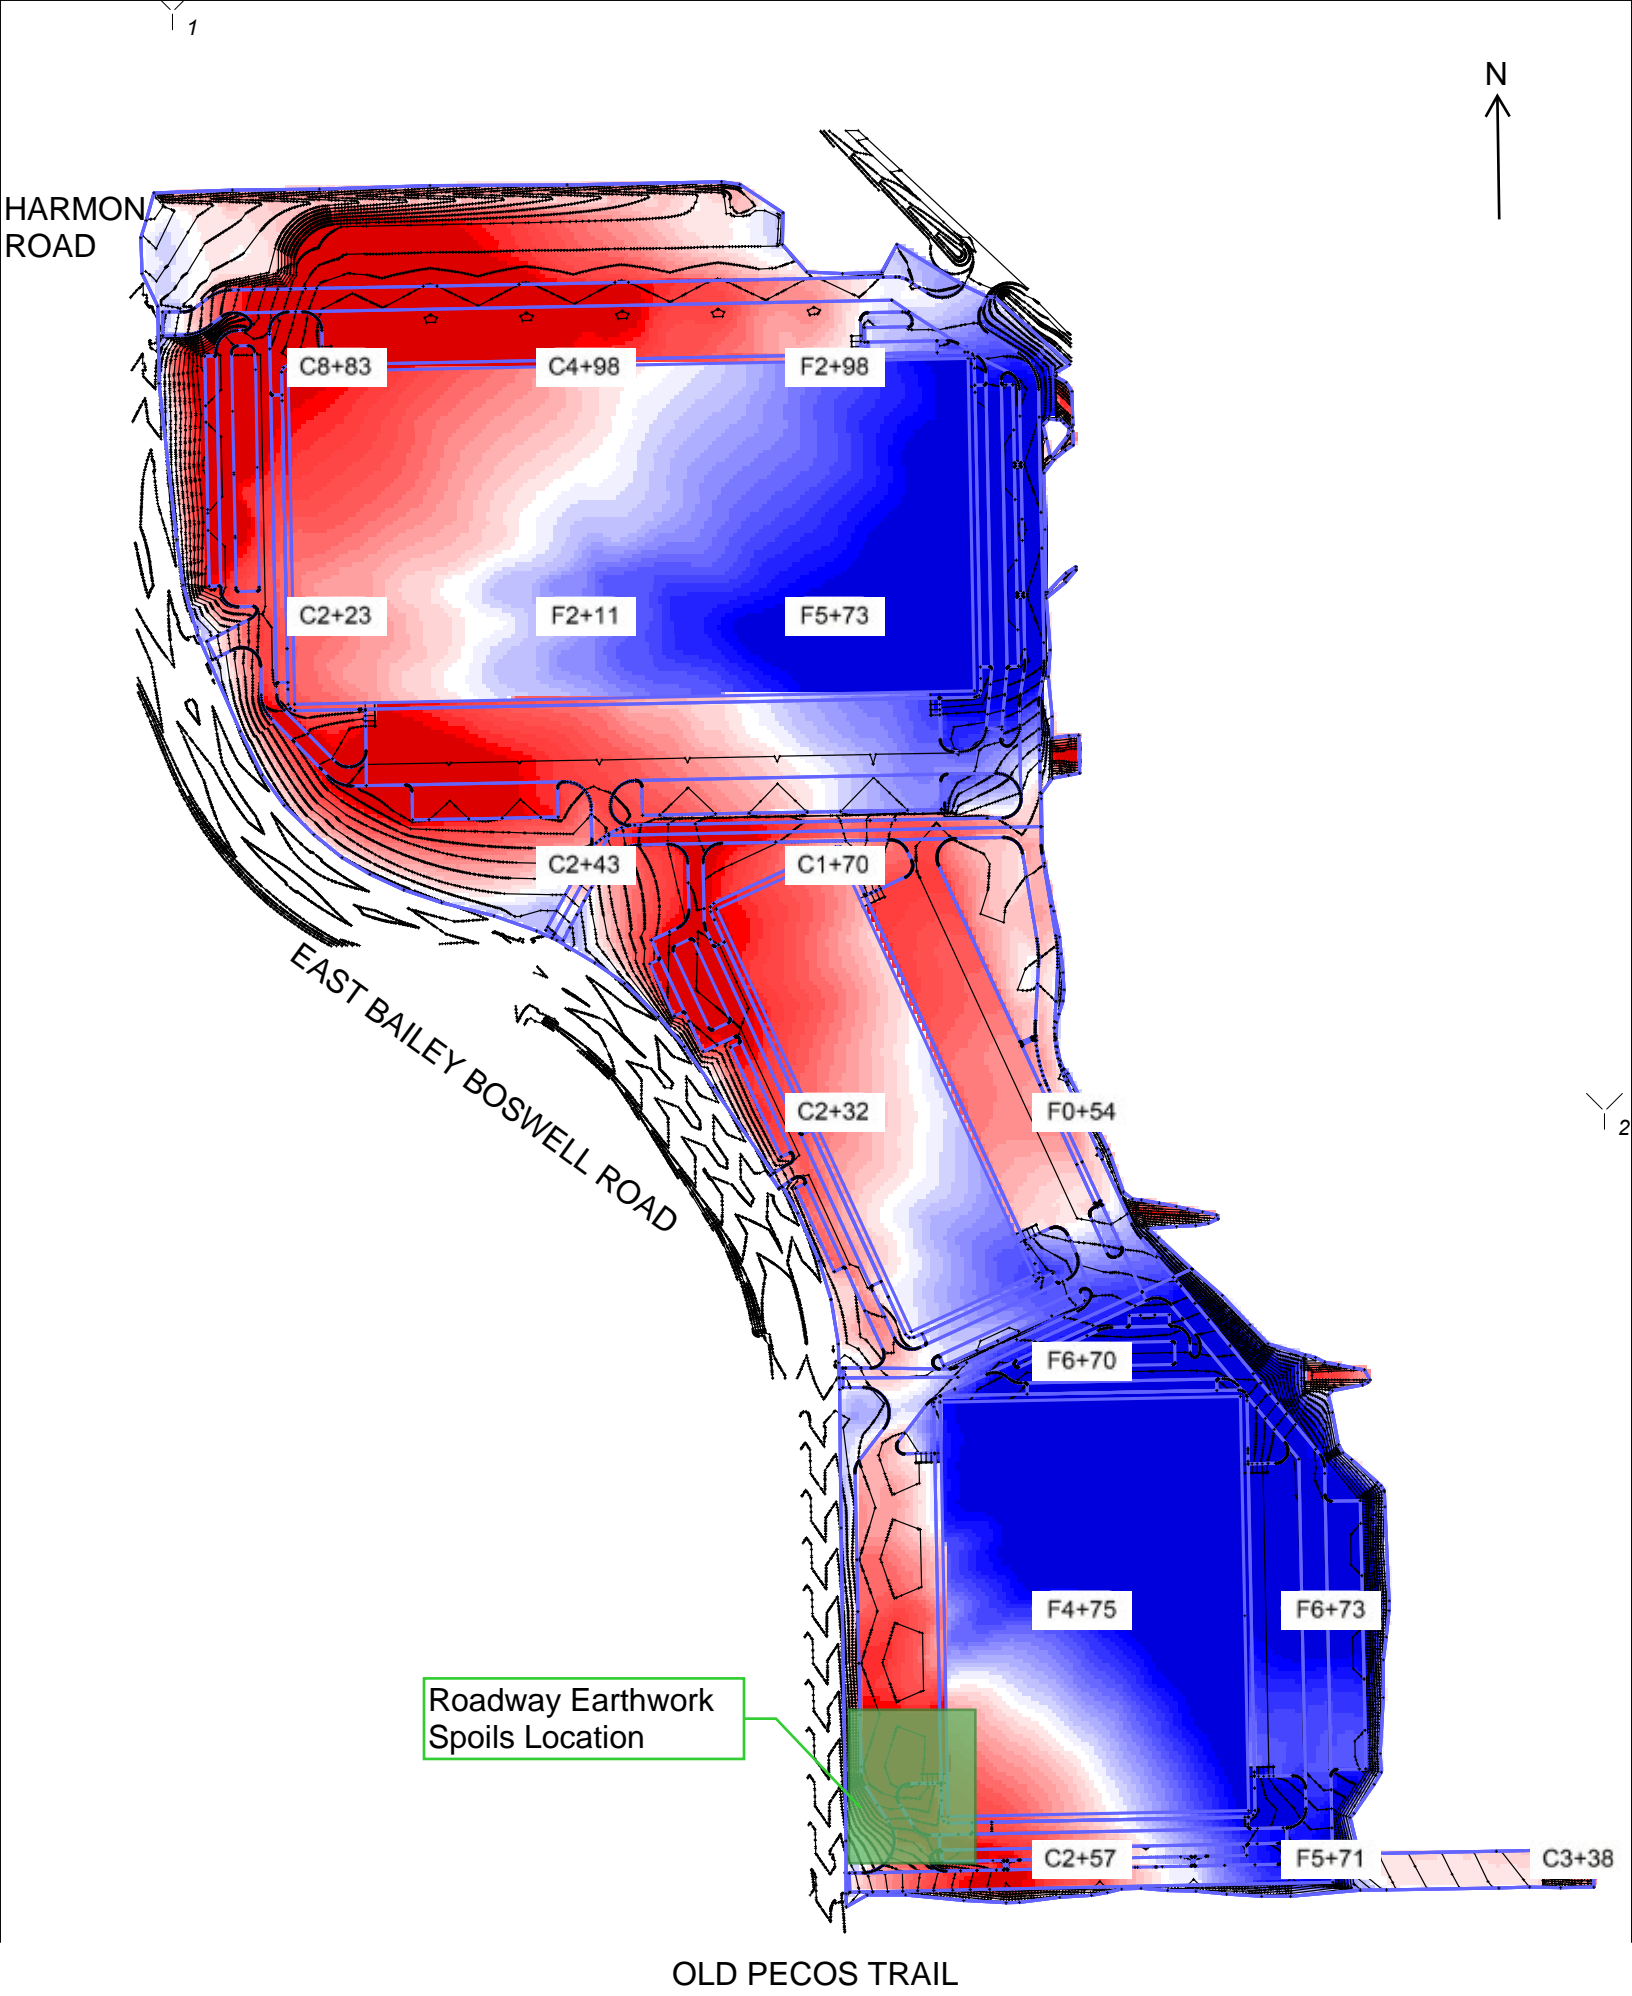 1
N
HARMON
ROAD
C8+83
C4+98
F2+98
C2+23
F2+11
F5+73
C2+43
C1+70
EAST BAILEY BOSWELL ROAD
C2+32
F0+54
2
F6+70
F4+75
F6+73
Roadway Earthwork
Spoils Location
C2+57
F5+71
C3+38
OLD PECOS TRAIL